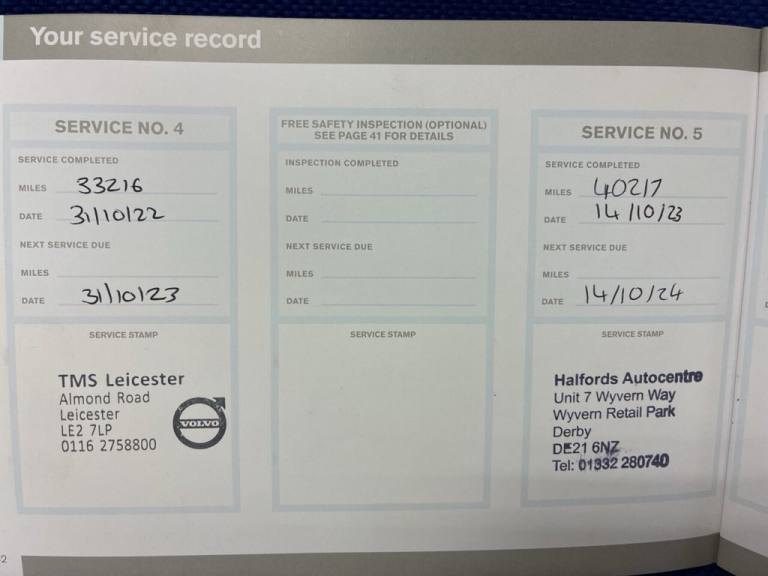 Your service record
SERVICE NO. 4
SERVICE COMPLETED
MILES 33216
DATE 31/10/22
NEXT SERVICE DUE
MILES
DATE 31/10/23
SERVICE STAMP
TMS Leicester
Almond Road
Leicester
LE2 7LP
0116 2758800
VOLVO
FREE SAFETY INSPECTION (OPTIONAL)
SEE PAGE 41 FOR DETAILS
INSPECTION COMPLETED
MILES
DATE
NEXT SERVICE DUE
MILES
DATE
SERVICE STAMP
SERVICE NO. 5
SERVICE COMPLETED
MILES 40217
DATE 14/10/23
NEXT SERVICE DUE
MILES
DATE 14/10/24
SERVICE STAMP
Halfords Autocentre
Unit 7 Wyvern Way
Wyvern Retail Park
Derby
DE21 6NZ
Tel: 01332 280740